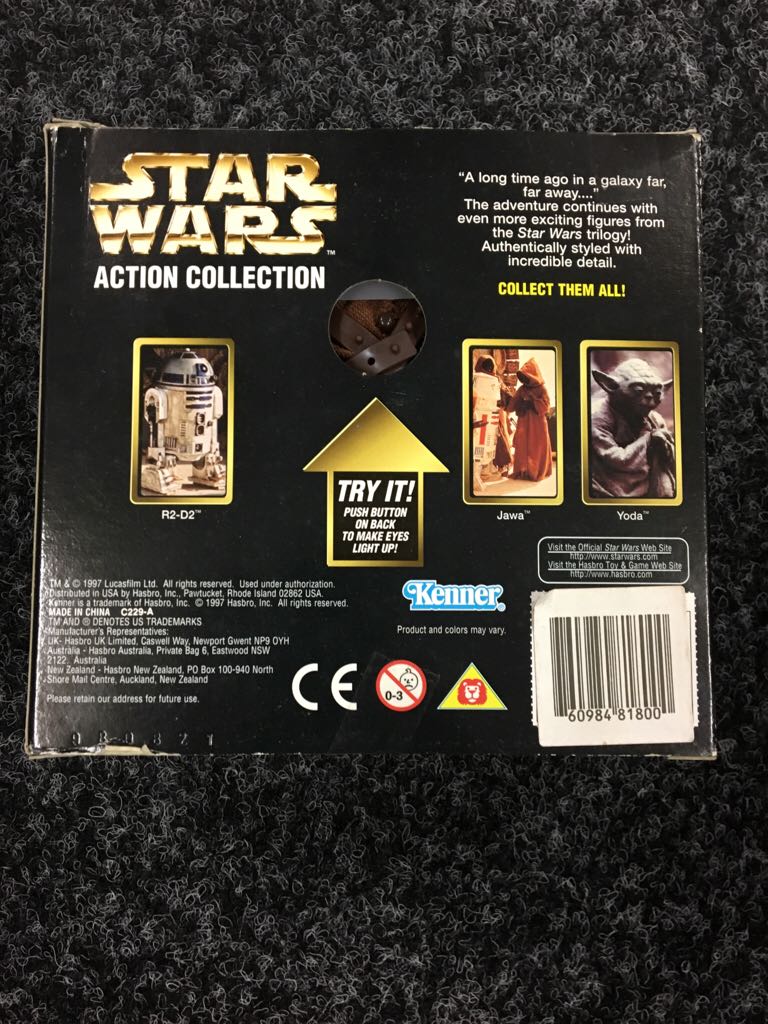 STAR
WARS™
ACTION COLLECTION
"A long time ago in a galaxy far,
far away...."
The adventure continues with
even more exciting figures from
the Star Wars trilogy!
Authentically styled with
incredible detail.
COLLECT THEM ALL!
R2-D2™
TRY IT!
PUSH BUTTON
ON BACK
TO MAKE EYES
LIGHT UP!
Jawa™
Yoda™
Visit the Official Star Wars Web Site
http://www.starwars.com
Visit the Hasbro Toy & Game Web Site
http://www.hasbro.com
TM & © 1997 Lucasfilm Ltd. All rights reserved. Used under authorization.
Distributed in USA by Hasbro, Inc., Pawtucket, Rhode Island 02862 USA.
Kenner is a trademark of Hasbro, Inc. © 1997 Hasbro, Inc. All rights reserved.
MADE IN CHINA C229-A
TM AND ® DENOTES US TRADEMARKS
Manufacturer's Representatives:
UK- Hasbro UK Limited, Caswell Way, Newport Gwent NP9 OYH
Australia - Hasbro Australia, Private Bag 6, Eastwood NSW
2122, Australia
New Zealand - Hasbro New Zealand, PO Box 100-940 North
Shore Mail Centre, Auckland, New Zealand
Please retain our address for future use.
Kenner®
Product and colors may vary.
CE
0-3
60984 81800